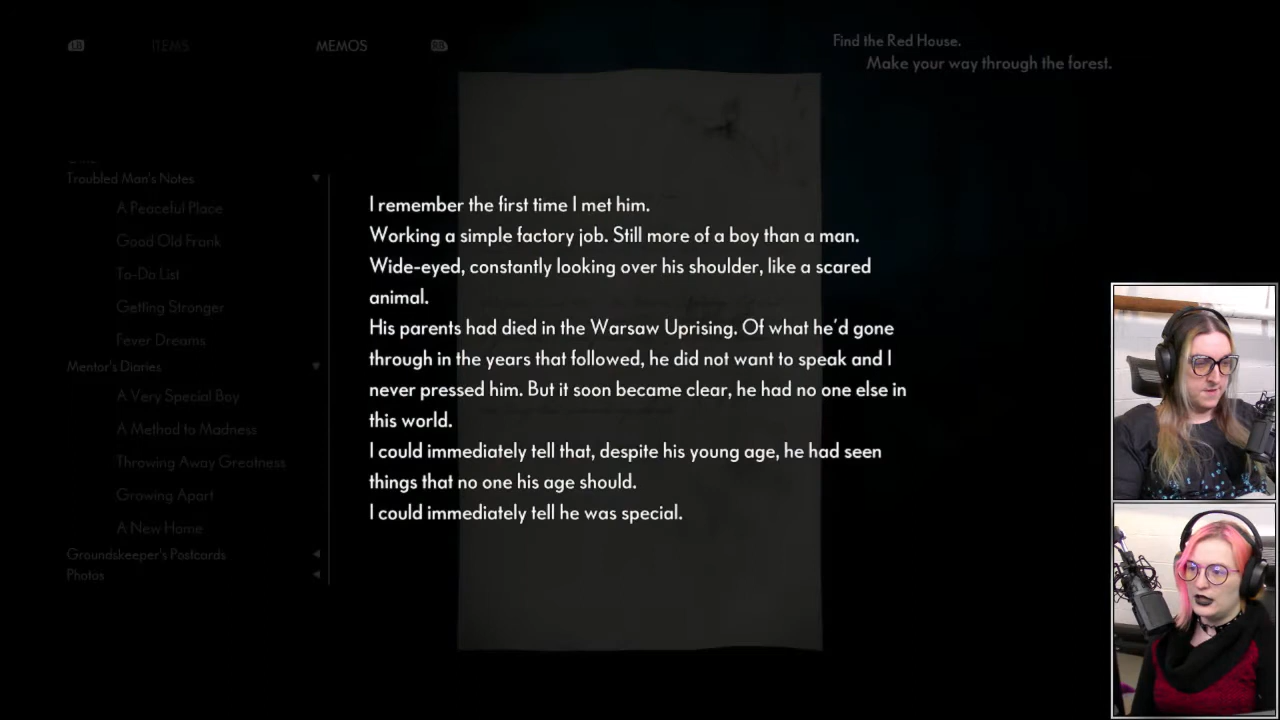 LB
ITEMS
MEMOS
RB
Find the Red House.
Make your way through the forest.
Troubled Man's Notes
A Peaceful Place
Good Old Frank
To-Do List
Getting Stronger
Fever Dreams
Mentor's Diaries
A Very Special Boy
A Method to Madness
Throwing Away Greatness
Growing Apart
A New Home
Groundskeeper's Postcards
Photos
I remember the first time I met him.
Working a simple factory job. Still more of a boy than a man.
Wide-eyed, constantly looking over his shoulder, like a scared
animal.
His parents had died in the Warsaw Uprising. Of what he'd gone
through in the years that followed, he did not want to speak and I
never pressed him. But it soon became clear, he had no one else in
this world.
I could immediately tell that, despite his young age, he had seen
things that no one his age should.
I could immediately tell he was special.